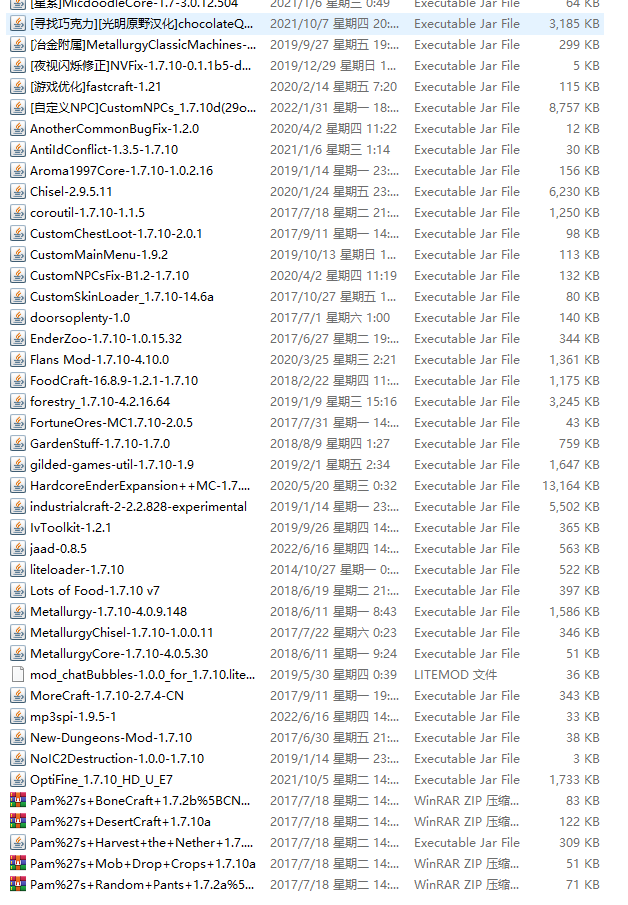 [星系]MicdoodleCore-1.7-3.0.12.504 2021/1/6 星期三 0:49 Executable Jar File 64 KB
[寻找巧克力][光明原野汉化]chocolateQ... 2021/10/7 星期四 20:... Executable Jar File 3,185 KB
[冶金附属]MetallurgyClassicMachines-... 2019/9/27 星期五 19:... Executable Jar File 299 KB
[夜视闪烁修正]NVFix-1.7.10-0.1.1b5-d... 2019/12/29 星期日 1... Executable Jar File 5 KB
[游戏优化]fastcraft-1.21 2020/2/14 星期五 7:20 Executable Jar File 115 KB
[自定义NPC]CustomNPCs_1.7.10d(29o... 2022/1/31 星期一 18:... Executable Jar File 8,757 KB
AnotherCommonBugFix-1.2.0 2020/4/2 星期四 11:22 Executable Jar File 12 KB
AntiIdConflict-1.3.5-1.7.10 2021/1/6 星期三 1:14 Executable Jar File 30 KB
Aroma1997Core-1.7.10-1.0.2.16 2019/1/14 星期一 23:... Executable Jar File 156 KB
Chisel-2.9.5.11 2020/1/24 星期五 23:... Executable Jar File 6,230 KB
coroutil-1.7.10-1.1.5 2017/7/18 星期二 21:... Executable Jar File 1,250 KB
CustomChestLoot-1.7.10-2.0.1 2017/9/11 星期一 14:... Executable Jar File 98 KB
CustomMainMenu-1.9.2 2019/10/13 星期日 1... Executable Jar File 113 KB
CustomNPCsFix-B1.2-1.7.10 2020/4/2 星期四 11:19 Executable Jar File 132 KB
CustomSkinLoader_1.7.10-14.6a 2017/10/27 星期五 1... Executable Jar File 80 KB
doorsoplenty-1.0 2017/7/1 星期六 1:00 Executable Jar File 140 KB
EnderZoo-1.7.10-1.0.15.32 2017/6/27 星期二 19:... Executable Jar File 344 KB
Flans Mod-1.7.10-4.10.0 2020/3/25 星期三 2:21 Executable Jar File 1,361 KB
FoodCraft-16.8.9-1.2.1-1.7.10 2018/2/22 星期四 11:... Executable Jar File 1,175 KB
forestry_1.7.10-4.2.16.64 2019/1/9 星期三 15:16 Executable Jar File 3,245 KB
FortuneOres-MC1.7.10-2.0.5 2017/7/31 星期一 14:... Executable Jar File 43 KB
GardenStuff-1.7.10-1.7.0 2018/8/9 星期四 1:27 Executable Jar File 759 KB
gilded-games-util-1.7.10-1.9 2019/2/1 星期五 2:34 Executable Jar File 1,647 KB
HardcoreEnderExpansion++MC-1.7.... 2020/5/20 星期三 0:32 Executable Jar File 13,164 KB
industrialcraft-2-2.2.828-experimental 2019/1/14 星期一 23:... Executable Jar File 5,502 KB
IvToolkit-1.2.1 2019/9/26 星期四 14:... Executable Jar File 365 KB
jaad-0.8.5 2022/6/16 星期四 14:... Executable Jar File 563 KB
liteloader-1.7.10 2014/10/27 星期一 0:... Executable Jar File 522 KB
Lots of Food-1.7.10 v7 2018/6/19 星期二 21:... Executable Jar File 397 KB
Metallurgy-1.7.10-4.0.9.148 2018/6/11 星期一 8:43 Executable Jar File 1,586 KB
MetallurgyChisel-1.7.10-1.0.0.11 2017/7/22 星期六 0:23 Executable Jar File 346 KB
MetallurgyCore-1.7.10-4.0.5.30 2018/6/11 星期一 9:24 Executable Jar File 51 KB
mod_chatBubbles-1.0.0_for_1.7.10.lite... 2019/5/30 星期四 0:39 LITEMOD 文件 36 KB
MoreCraft-1.7.10-2.7.4-CN 2017/9/11 星期一 19:... Executable Jar File 343 KB
mp3spi-1.9.5-1 2022/6/16 星期四 14:... Executable Jar File 33 KB
New-Dungeons-Mod-1.7.10 2017/6/30 星期五 21:... Executable Jar File 38 KB
NoIC2Destruction-1.0.0-1.7.10 2019/1/14 星期一 23:... Executable Jar File 3 KB
OptiFine_1.7.10_HD_U_E7 2021/10/5 星期二 14:... Executable Jar File 1,733 KB
Pam%27s+BoneCraft+1.7.2b%5BCN... 2017/7/18 星期二 14:... WinRAR ZIP 压缩... 83 KB
Pam%27s+DesertCraft+1.7.10a 2017/7/18 星期二 14:... WinRAR ZIP 压缩... 122 KB
Pam%27s+Harvest+the+Nether+1.7.... 2017/7/18 星期二 14:... Executable Jar File 309 KB
Pam%27s+Mob+Drop+Crops+1.7.10a 2017/7/18 星期二 14:... WinRAR ZIP 压缩... 51 KB
Pam%27s+Random+Pants+1.7.2a%5... 2017/7/18 星期二 14:... WinRAR ZIP 压缩... 71 KB